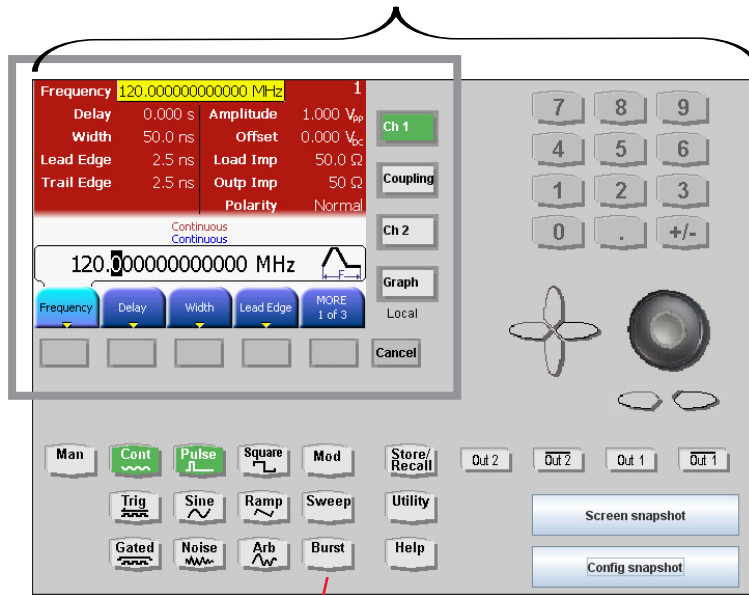 Frequency 120.000000000000 MHz 1
Delay 0.000 s Amplitude 1.000 Vpp
Width 50.0 ns Offset 0.000 Vbc
Lead Edge 2.5 ns Load Imp 50.0 Ω
Trail Edge 2.5 ns Outp Imp 50 Ω
Polarity Normal
Continuous
Continuous
120.000000000000 MHz
F
Frequency Delay Width Lead Edge MORE
1 of 3
Ch 1
Coupling
Ch 2
Graph
Local
Cancel
7 8 9
4 5 6
1 2 3
0 . +/-
Man Cont Pulse Square Mod Store/
Recall
Out 2 Out 2 Out 1 Out 1
Trig Sine Ramp Sweep Utility
Screen snapshot
Gated Noise Arb Burst Help
Config snapshot